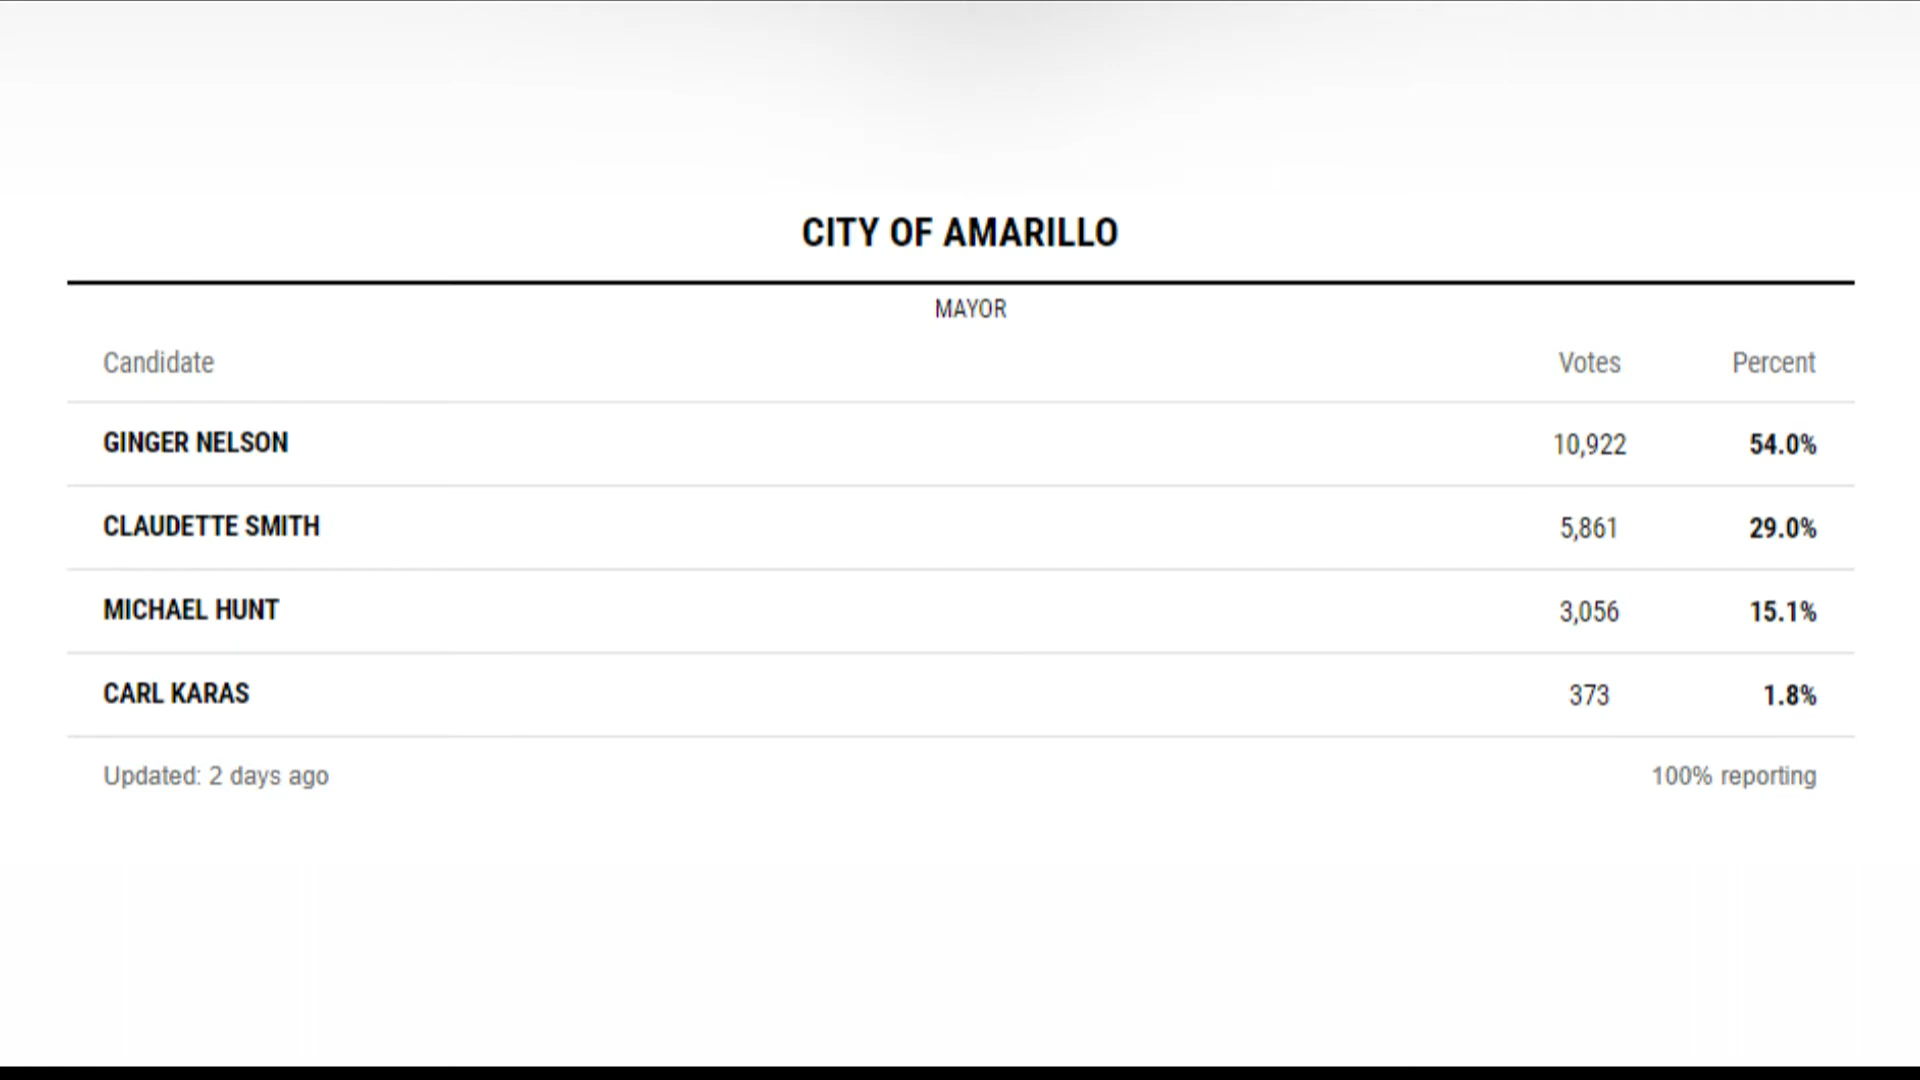 CITY OF AMARILLO
MAYOR
Candidate Votes Percent
GINGER NELSON 10,922 54.0%
CLAUDETTE SMITH 5,861 29.0%
MICHAEL HUNT 3,056 15.1%
CARL KARAS 373 1.8%
Updated: 2 days ago 100% reporting